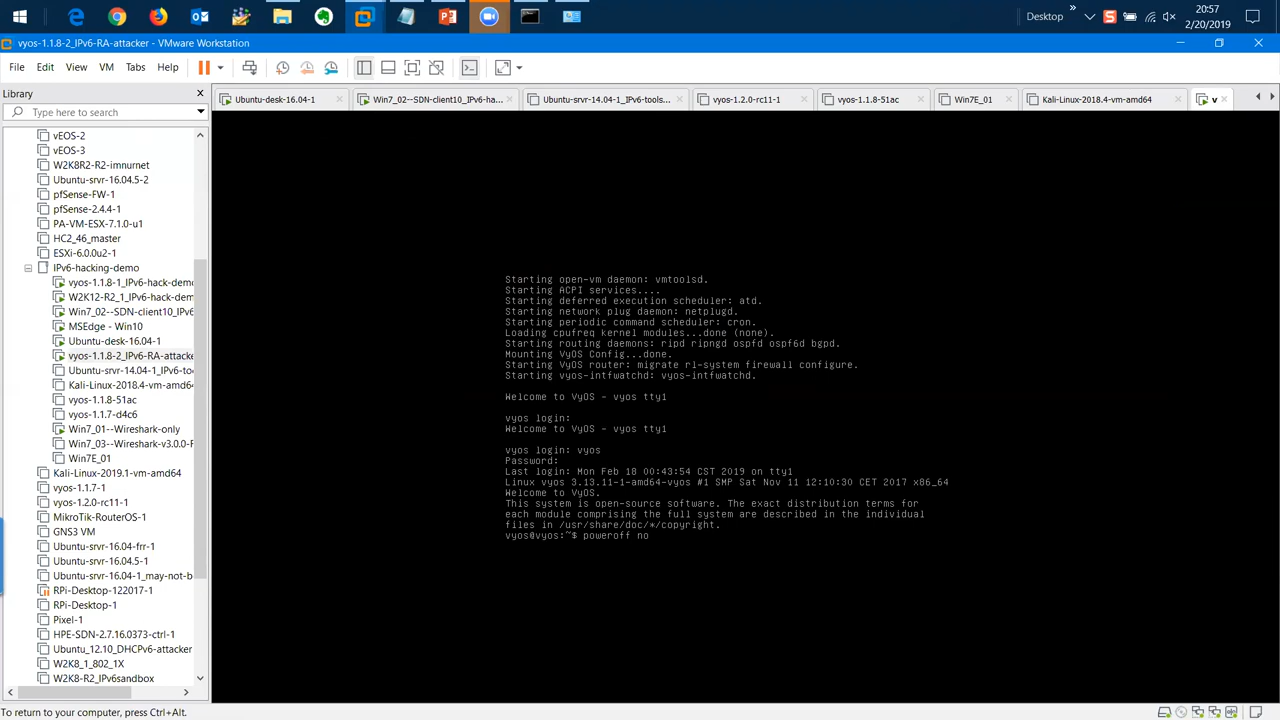 Desktop
20:57
2/20/2019
vyos-1.1.8-2_IPv6-RA-attacker - VMware Workstation
File Edit View VM Tabs Help
Library
Type here to search
Ubuntu-desk-16.04-1
Win7_02--SDN-client10_IPv6-ha...
Ubuntu-srvr-14.04-1_IPv6-tools...
vyos-1.2.0-rc11-1
vyos-1.1.8-51ac
Win7E_01
Kali-Linux-2018.4-vm-amd64
v
vEOS-2
vEOS-3
W2K8R2-R2-imnurnet
Ubuntu-srvr-16.04.5-2
pfSense-FW-1
pfSense-2.4.4-1
PA-VM-ESX-7.1.0-u1
HC2_46_master
ESXi-6.0.0u2-1
IPv6-hacking-demo
vyos-1.1.8-1_IPv6-hack-demo
W2K12-R2_1_IPv6-hack-dem
Win7_02--SDN-client10_IPv6
MSEdge - Win10
Ubuntu-desk-16.04-1
vyos-1.1.8-2_IPv6-RA-attacke
Ubuntu-srvr-14.04-1_IPv6-too
Kali-Linux-2018.4-vm-amd64
vyos-1.1.8-51ac
vyos-1.1.7-d4c6
Win7_01--Wireshark-only
Win7_03--Wireshark-v3.0.0-F
Win7E_01
Kali-Linux-2019.1-vm-amd64
vyos-1.1.7-1
vyos-1.2.0-rc11-1
MikroTik-RouterOS-1
GNS3 VM
Ubuntu-srvr-16.04-frr-1
Ubuntu-srvr-16.04.5-1
Ubuntu-srvr-16.04-1_may-not-b
RPi-Desktop-122017-1
RPi-Desktop-1
Pixel-1
HPE-SDN-2.7.16.0373-ctrl-1
Ubuntu_12.10_DHCPv6-attacker
W2K8_1_802_1X
W2K8-R2_IPv6sandbox
Starting open-vm daemon: vmtoolsd.
Starting ACPI services....
Starting deferred execution scheduler: atd.
Starting network plug daemon: netplugd.
Starting periodic command scheduler: cron.
Loading cpufreq kernel modules...done (none).
Starting routing daemons: ripd ripngd ospfd ospf6d bgpd.
Mounting VyOS Config...done.
Starting VyOS router: migrate rl-system firewall configure.
Starting vyos-intfwatchd: vyos-intfwatchd.
Welcome to VyOS - vyos tty1
vyos login:
Welcome to VyOS - vyos tty1
vyos login: vyos
Password:
Last login: Mon Feb 18 00:43:54 CST 2019 on tty1
Linux vyos 3.13.11-1-amd64-vyos #1 SMP Sat Nov 11 12:10:30 CET 2017 x86_64
Welcome to VyOS.
This system is open-source software. The exact distribution terms for
each module comprising the full system are described in the individual
files in /usr/share/doc/*/copyright.
vyos@vyos:~$ poweroff no
To return to your computer, press Ctrl+Alt.